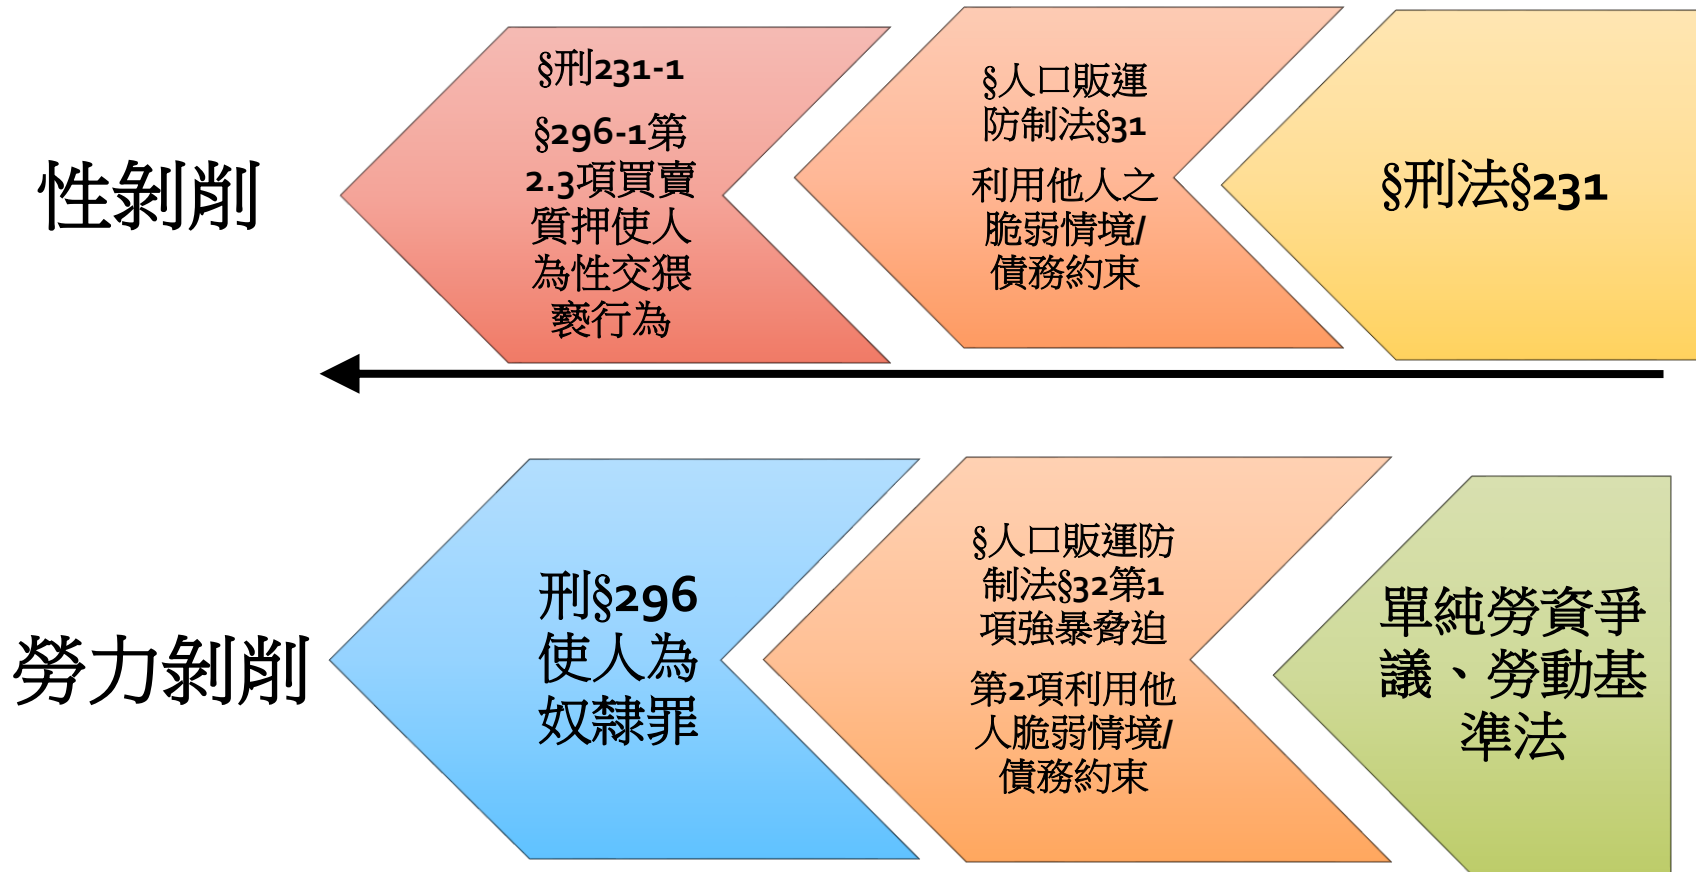 性剝削
§刑231-1
§296-1第
2.3項買賣
質押使人
為性交猥
褻行為
§人口販運
防制法§31
利用他人之
脆弱情境/
債務約束
§刑法§231
勞力剝削
刑§296
使人為
奴隸罪
§人口販運防
制法§32第1
項強暴脅迫
第2項利用他
人脆弱情境/
債務約束
單純勞資爭
議、勞動基
準法